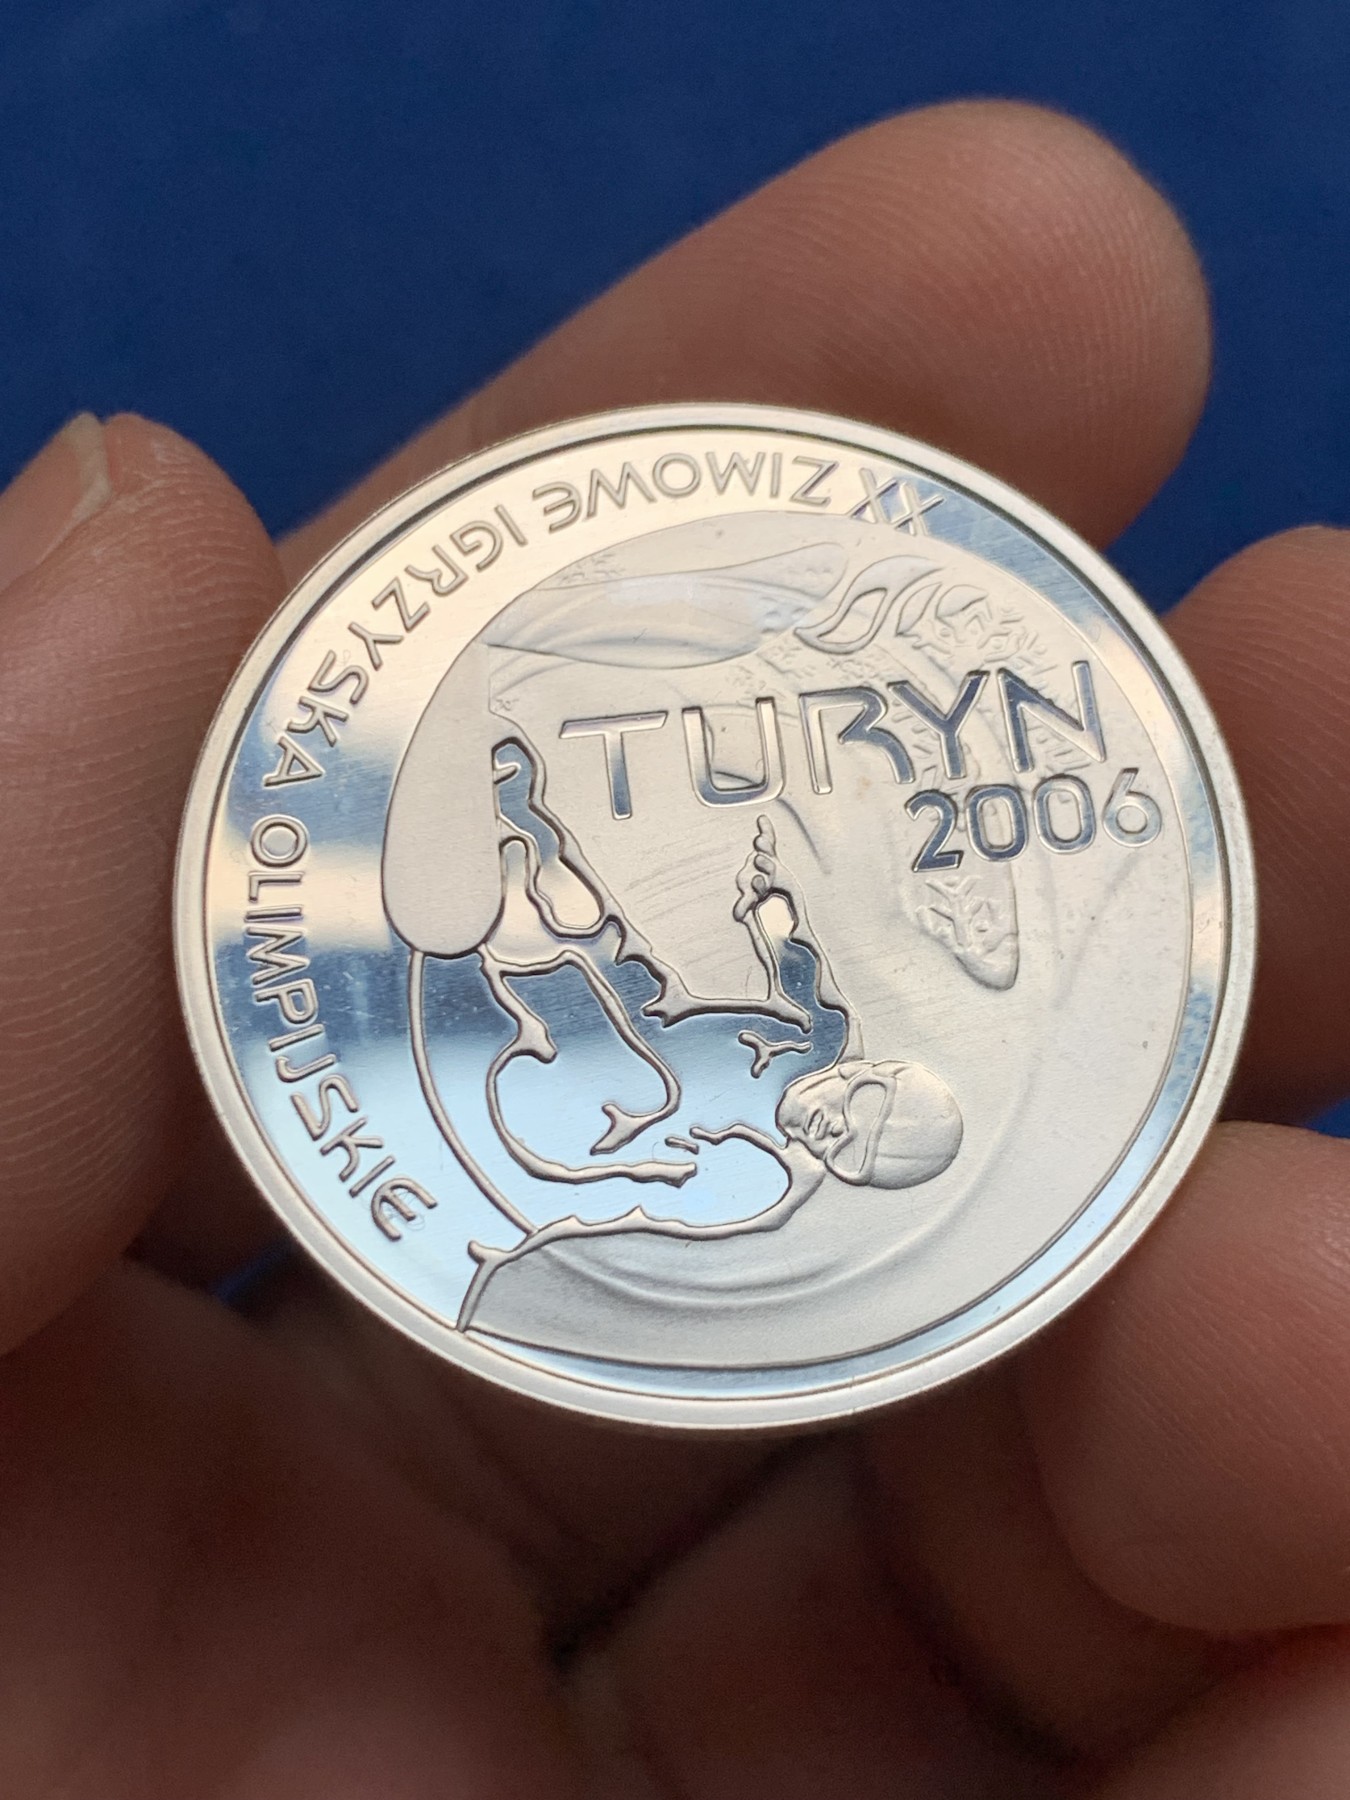 XX ZIMOWE IGRZYSKA OLIMPIJSKIE
TURYN
2006